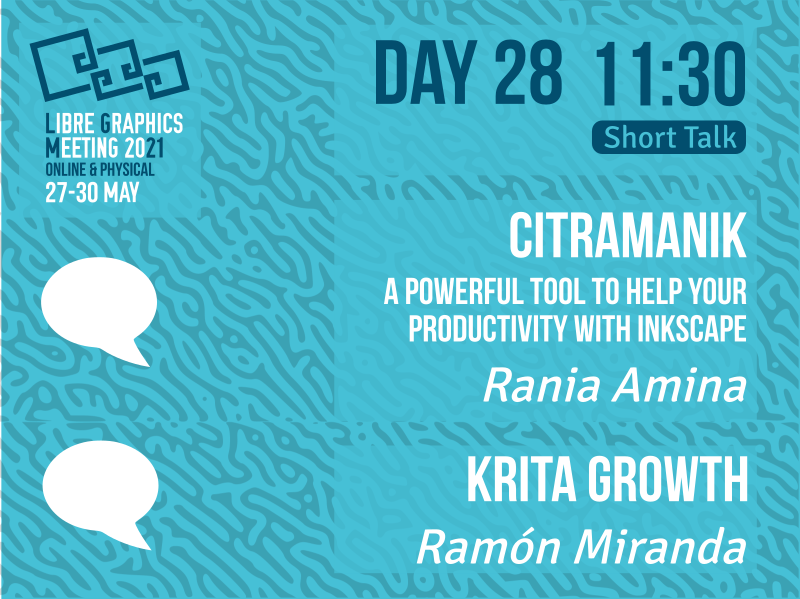 LIBRE GRAPHICS
MEETING 2021
ONLINE & PHYSICAL
27-30 MAY
DAY 28 11:30
Short Talk
CITRAMANIK
A POWERFUL TOOL TO HELP YOUR
PRODUCTIVITY WITH INKSCAPE
Rania Amina
KRITA GROWTH
Ramón Miranda